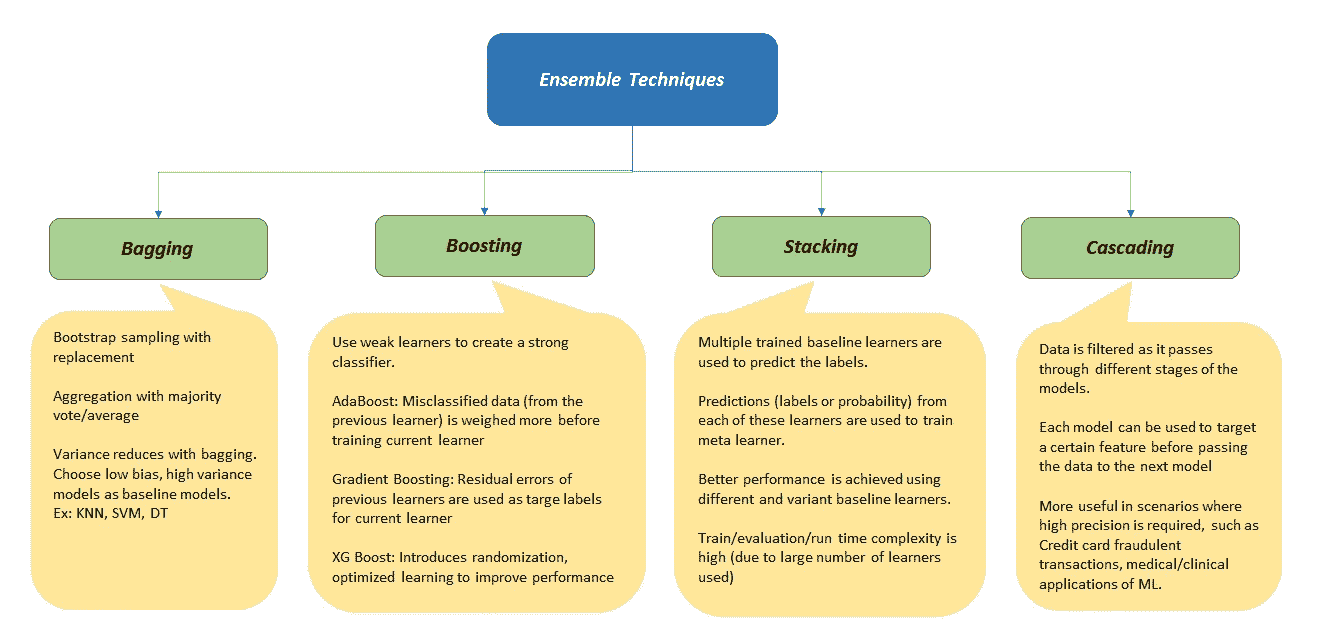 Ensemble Techniques
Bagging
Boosting
Stacking
Cascading
Bootstrap sampling with
replacement
Aggregation with majority
vote/average
Variance reduces with bagging.
Choose low bias, high variance
models as baseline models.
Ex: KNN, SVM, DT
Use weak learners to create a strong
classifier.
AdaBoost: Misclassified data (from the
previous learner) is weighed more before
training current learner
Gradient Boosting: Residual errors of
previous learners are used as targe labels
for current learner
XG Boost: Introduces randomization,
optimized learning to improve performance
Multiple trained baseline learners are
used to predict the labels.
Predictions (labels or probability) from
each of these learners are used to train
meta learner.
Better performance is achieved using
different and variant baseline learners.
Train/evaluation/run time complexity is
high (due to large number of learners
used)
Data is filtered as it passes
through different stages of the
models.
Each model can be used to target
a certain feature before passing
the data to the next model
More useful in scenarios where
high precision is required, such as
Credit card fraudulent
transactions, medical/clinical
applications of ML.